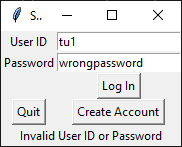 S..
User ID tu1
Password wrongpassword
Log In
Quit Create Account
Invalid User ID or Password